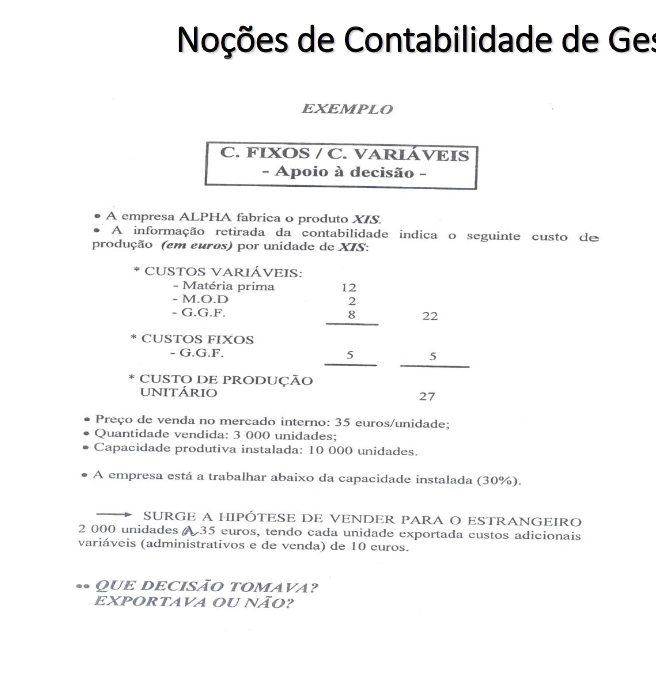 Noções de Contabilidade de Ges
EXEMPLO
C. FIXOS / C. VARIÁVEIS
- Apoio à decisão -
• A empresa ALPHA fabrica o produto XIS.
• A informação retirada da contabilidade indica o seguinte custo de
produção (em euros) por unidade de XIS:
* CUSTOS VARIÁVEIS:
- Matéria prima 12
- M.O.D 2
- G.G.F. 8 22
* CUSTOS FIXOS
- G.G.F. 5 5
* CUSTO DE PRODUÇÃO
UNITÁRIO 27
• Preço de venda no mercado interno: 35 euros/unidade;
• Quantidade vendida: 3 000 unidades;
• Capacidade produtiva instalada: 10 000 unidades.
• A empresa está a trabalhar abaixo da capacidade instalada (30%).
→ SURGE A HIPÓTESE DE VENDER PARA O ESTRANGEIRO
2 000 unidades A 35 euros, tendo cada unidade exportada custos adicionais
variáveis (administrativos e de venda) de 10 euros.
•• QUE DECISÃO TOMAVA?
EXPORTAVA OU NÃO?